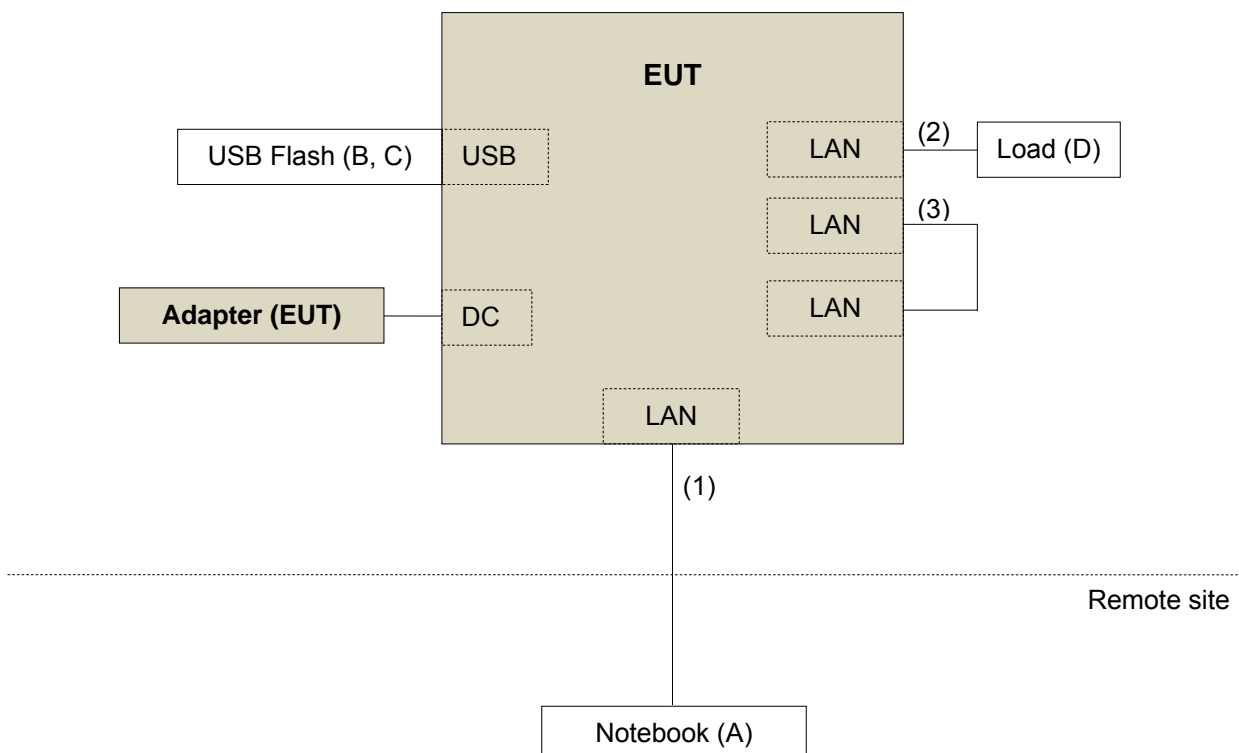 EUT
USB Flash (B, C)
USB
LAN
(2)
Load (D)
LAN
(3)
Adapter (EUT)
DC
LAN
LAN
(1)
Remote site
Notebook (A)